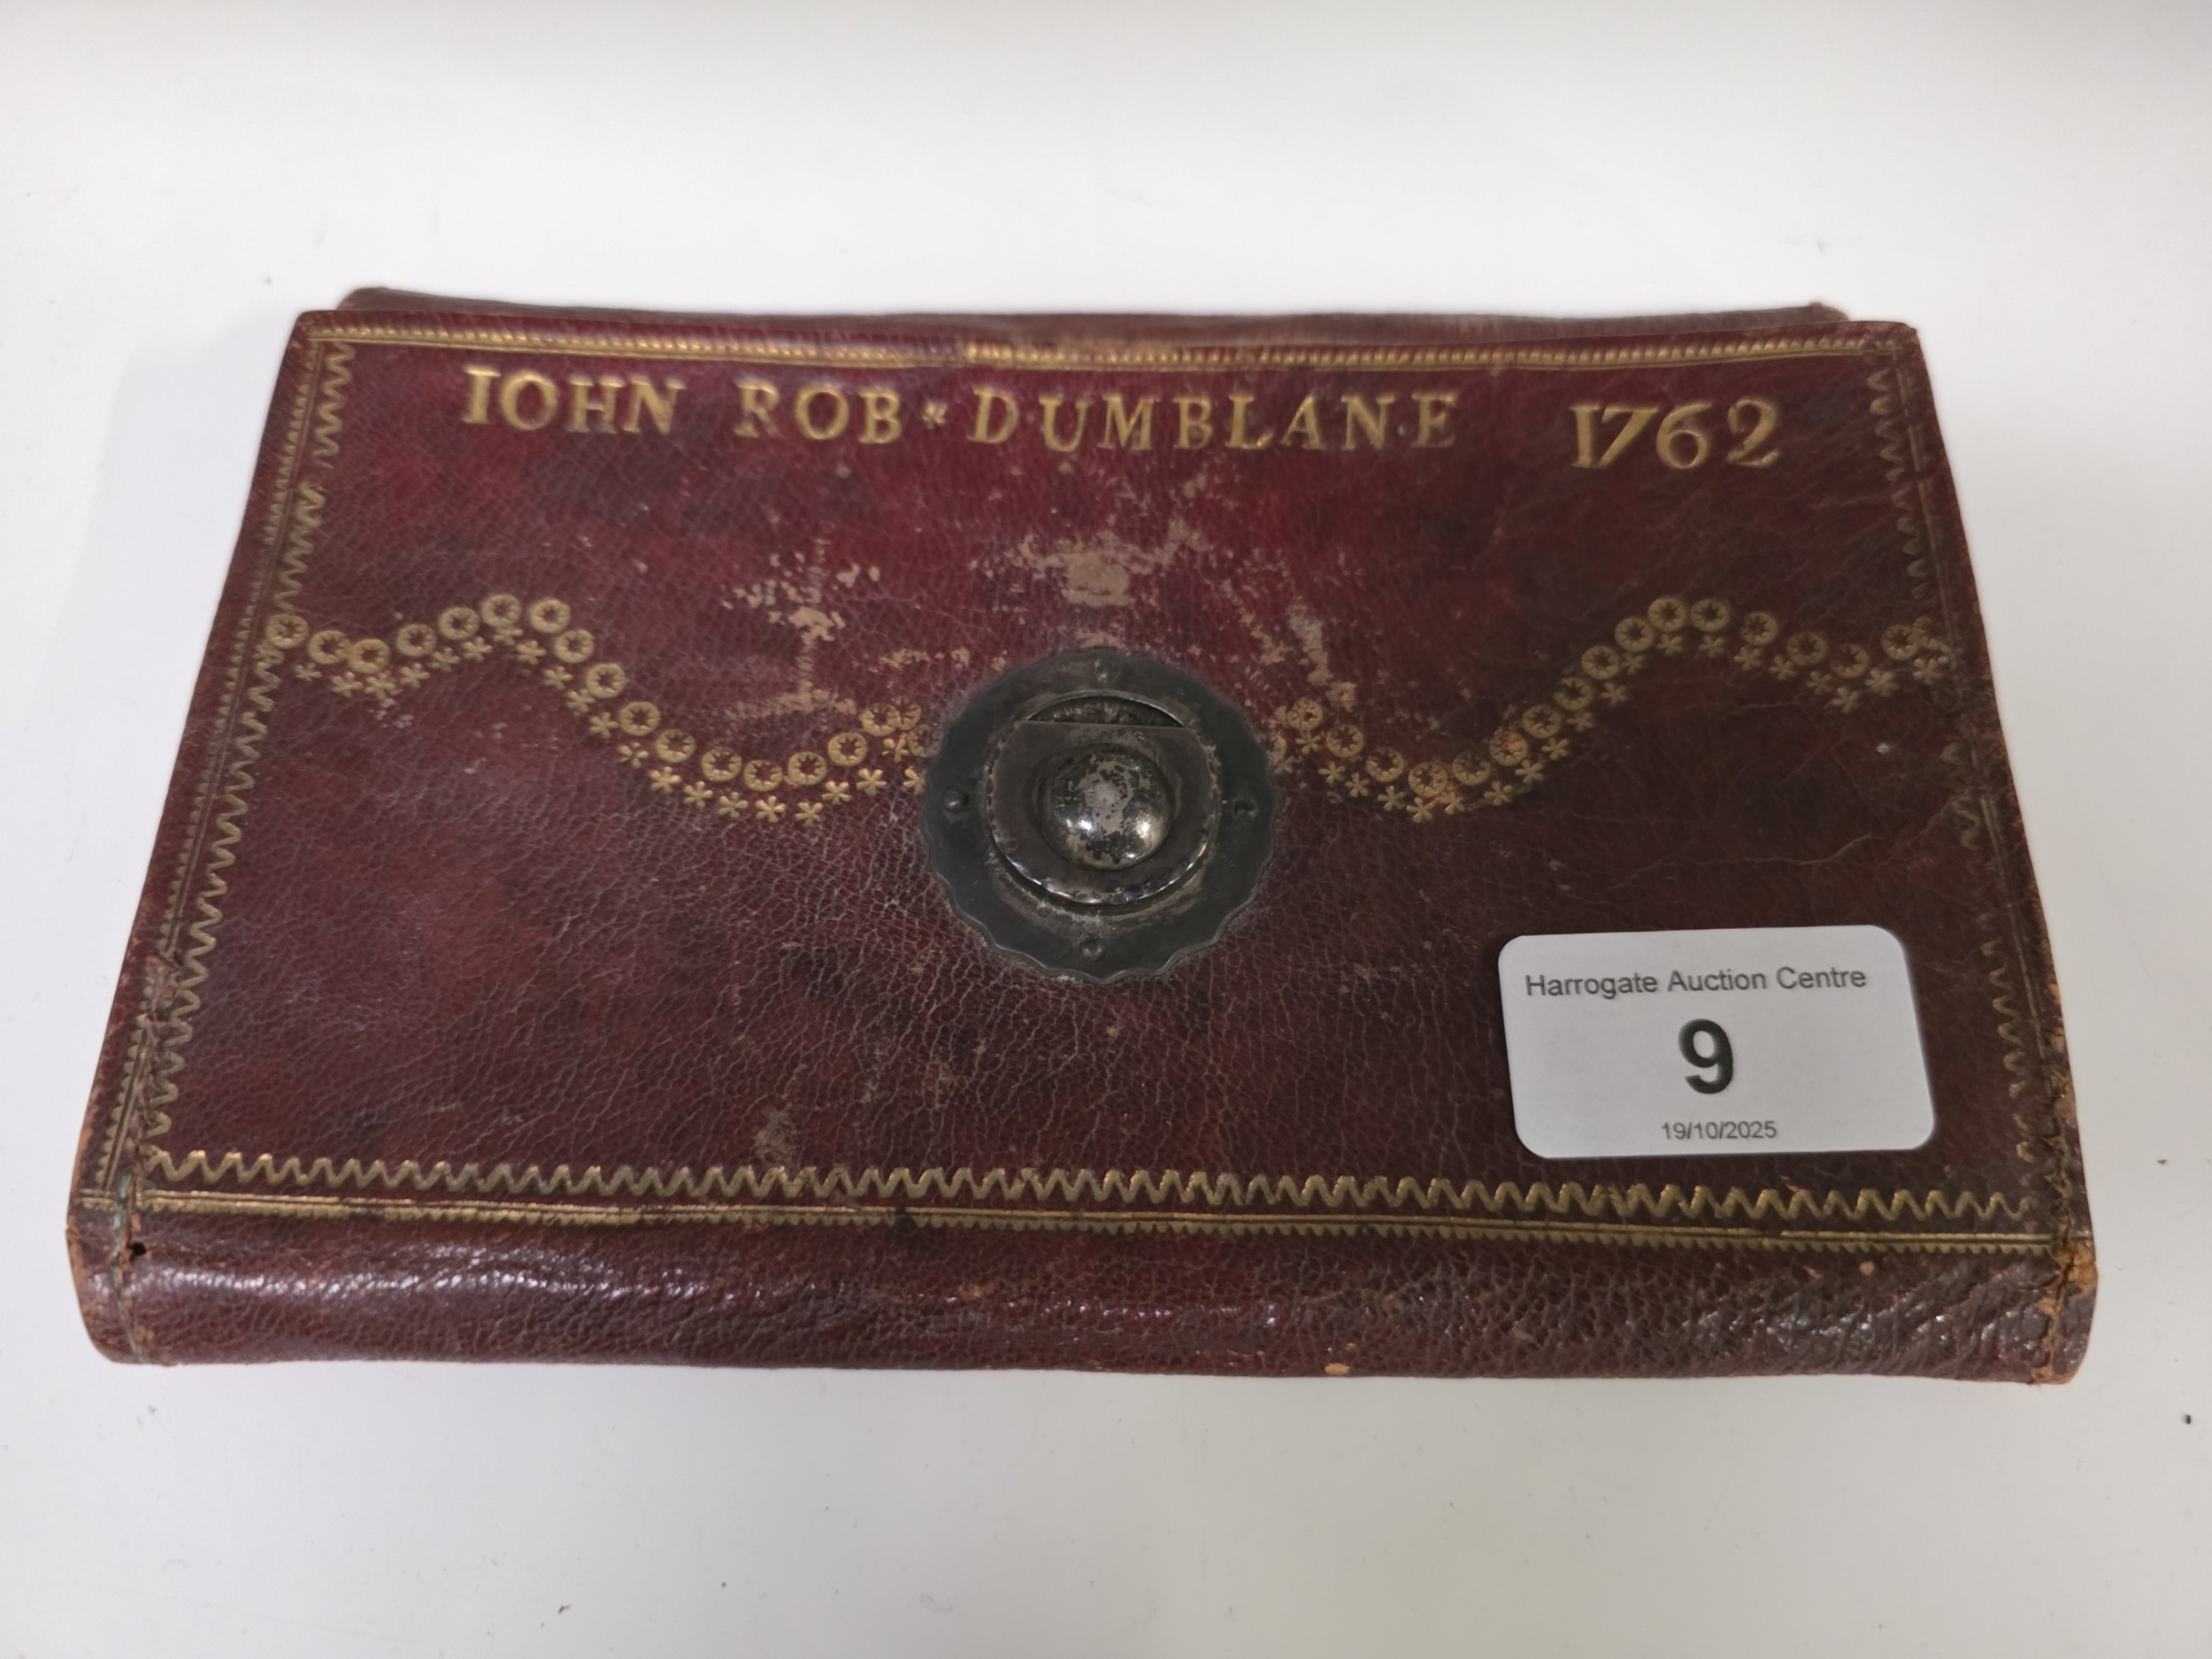 IOHN ROB * DUMBLANE 1762
Harrogate Auction Centre
9
19/10/2025